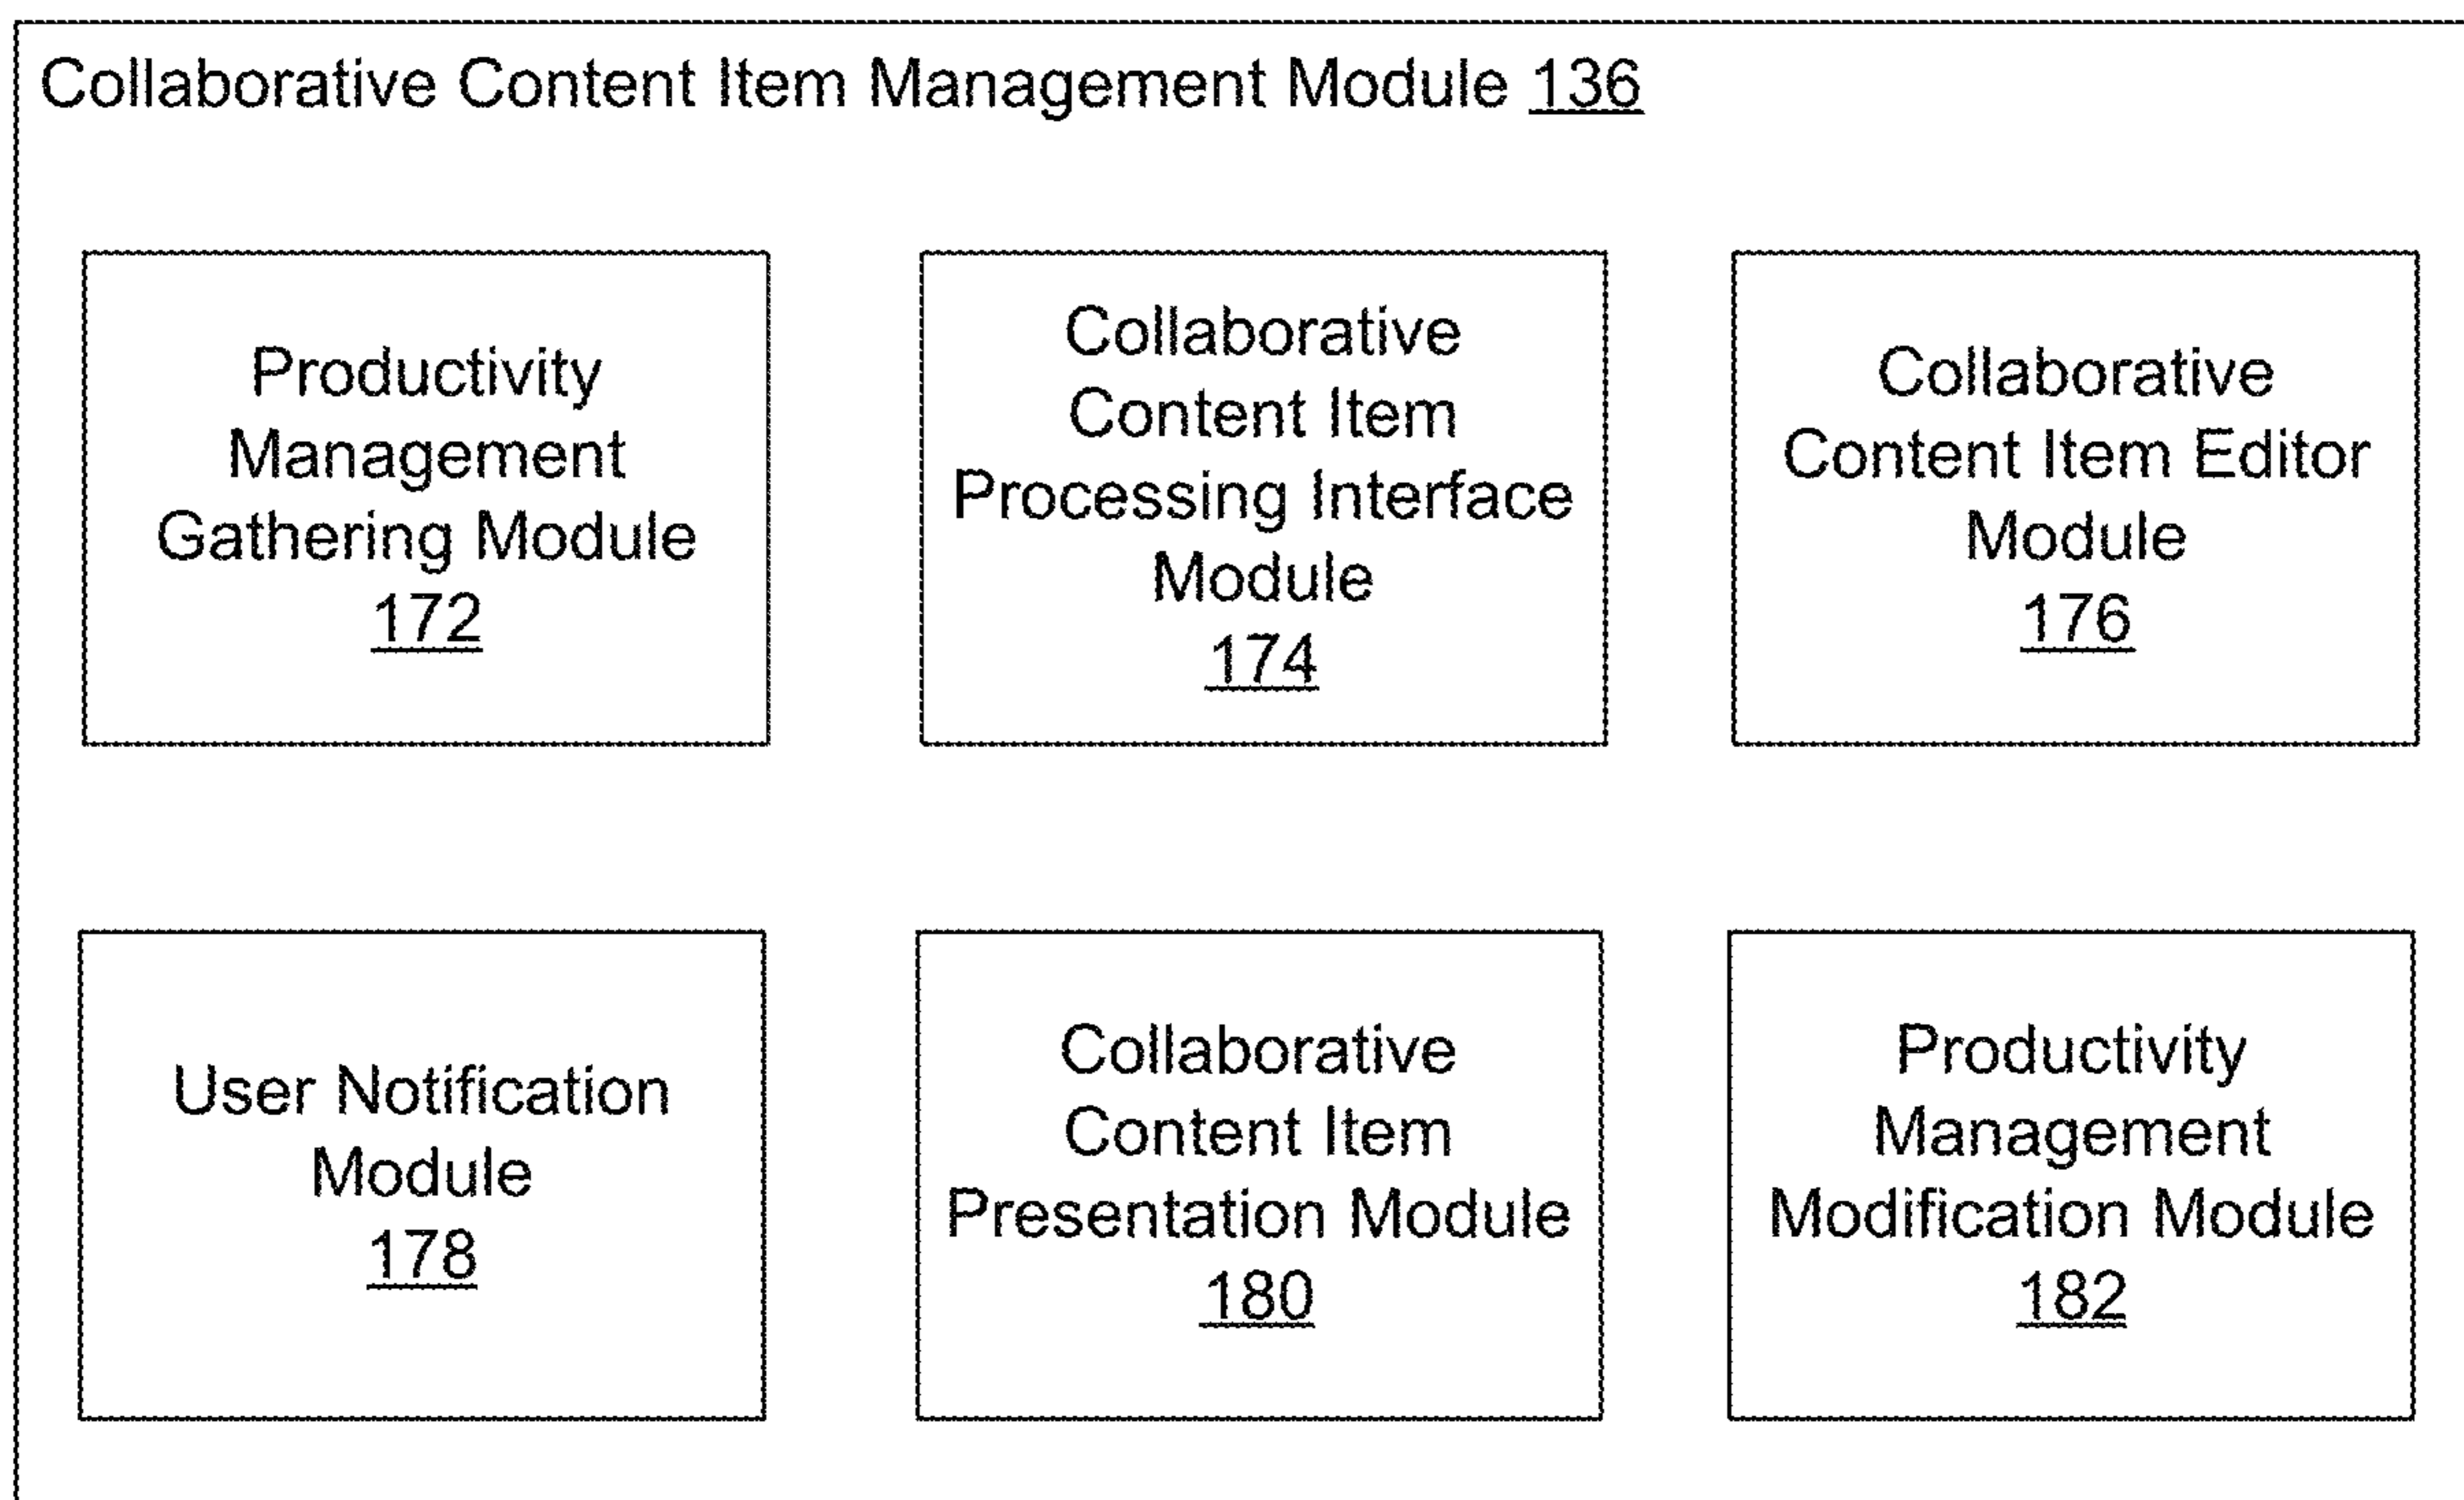 Collaborative Content Item Management Module 136
Productivity
Management
Gathering Module
172
Collaborative
Content Item
Processing Interface
Module
174
Collaborative
Content Item Editor
Module
176
User Notification
Module
178
Collaborative
Content Item
Presentation Module
180
Productivity
Management
Modification Module
182